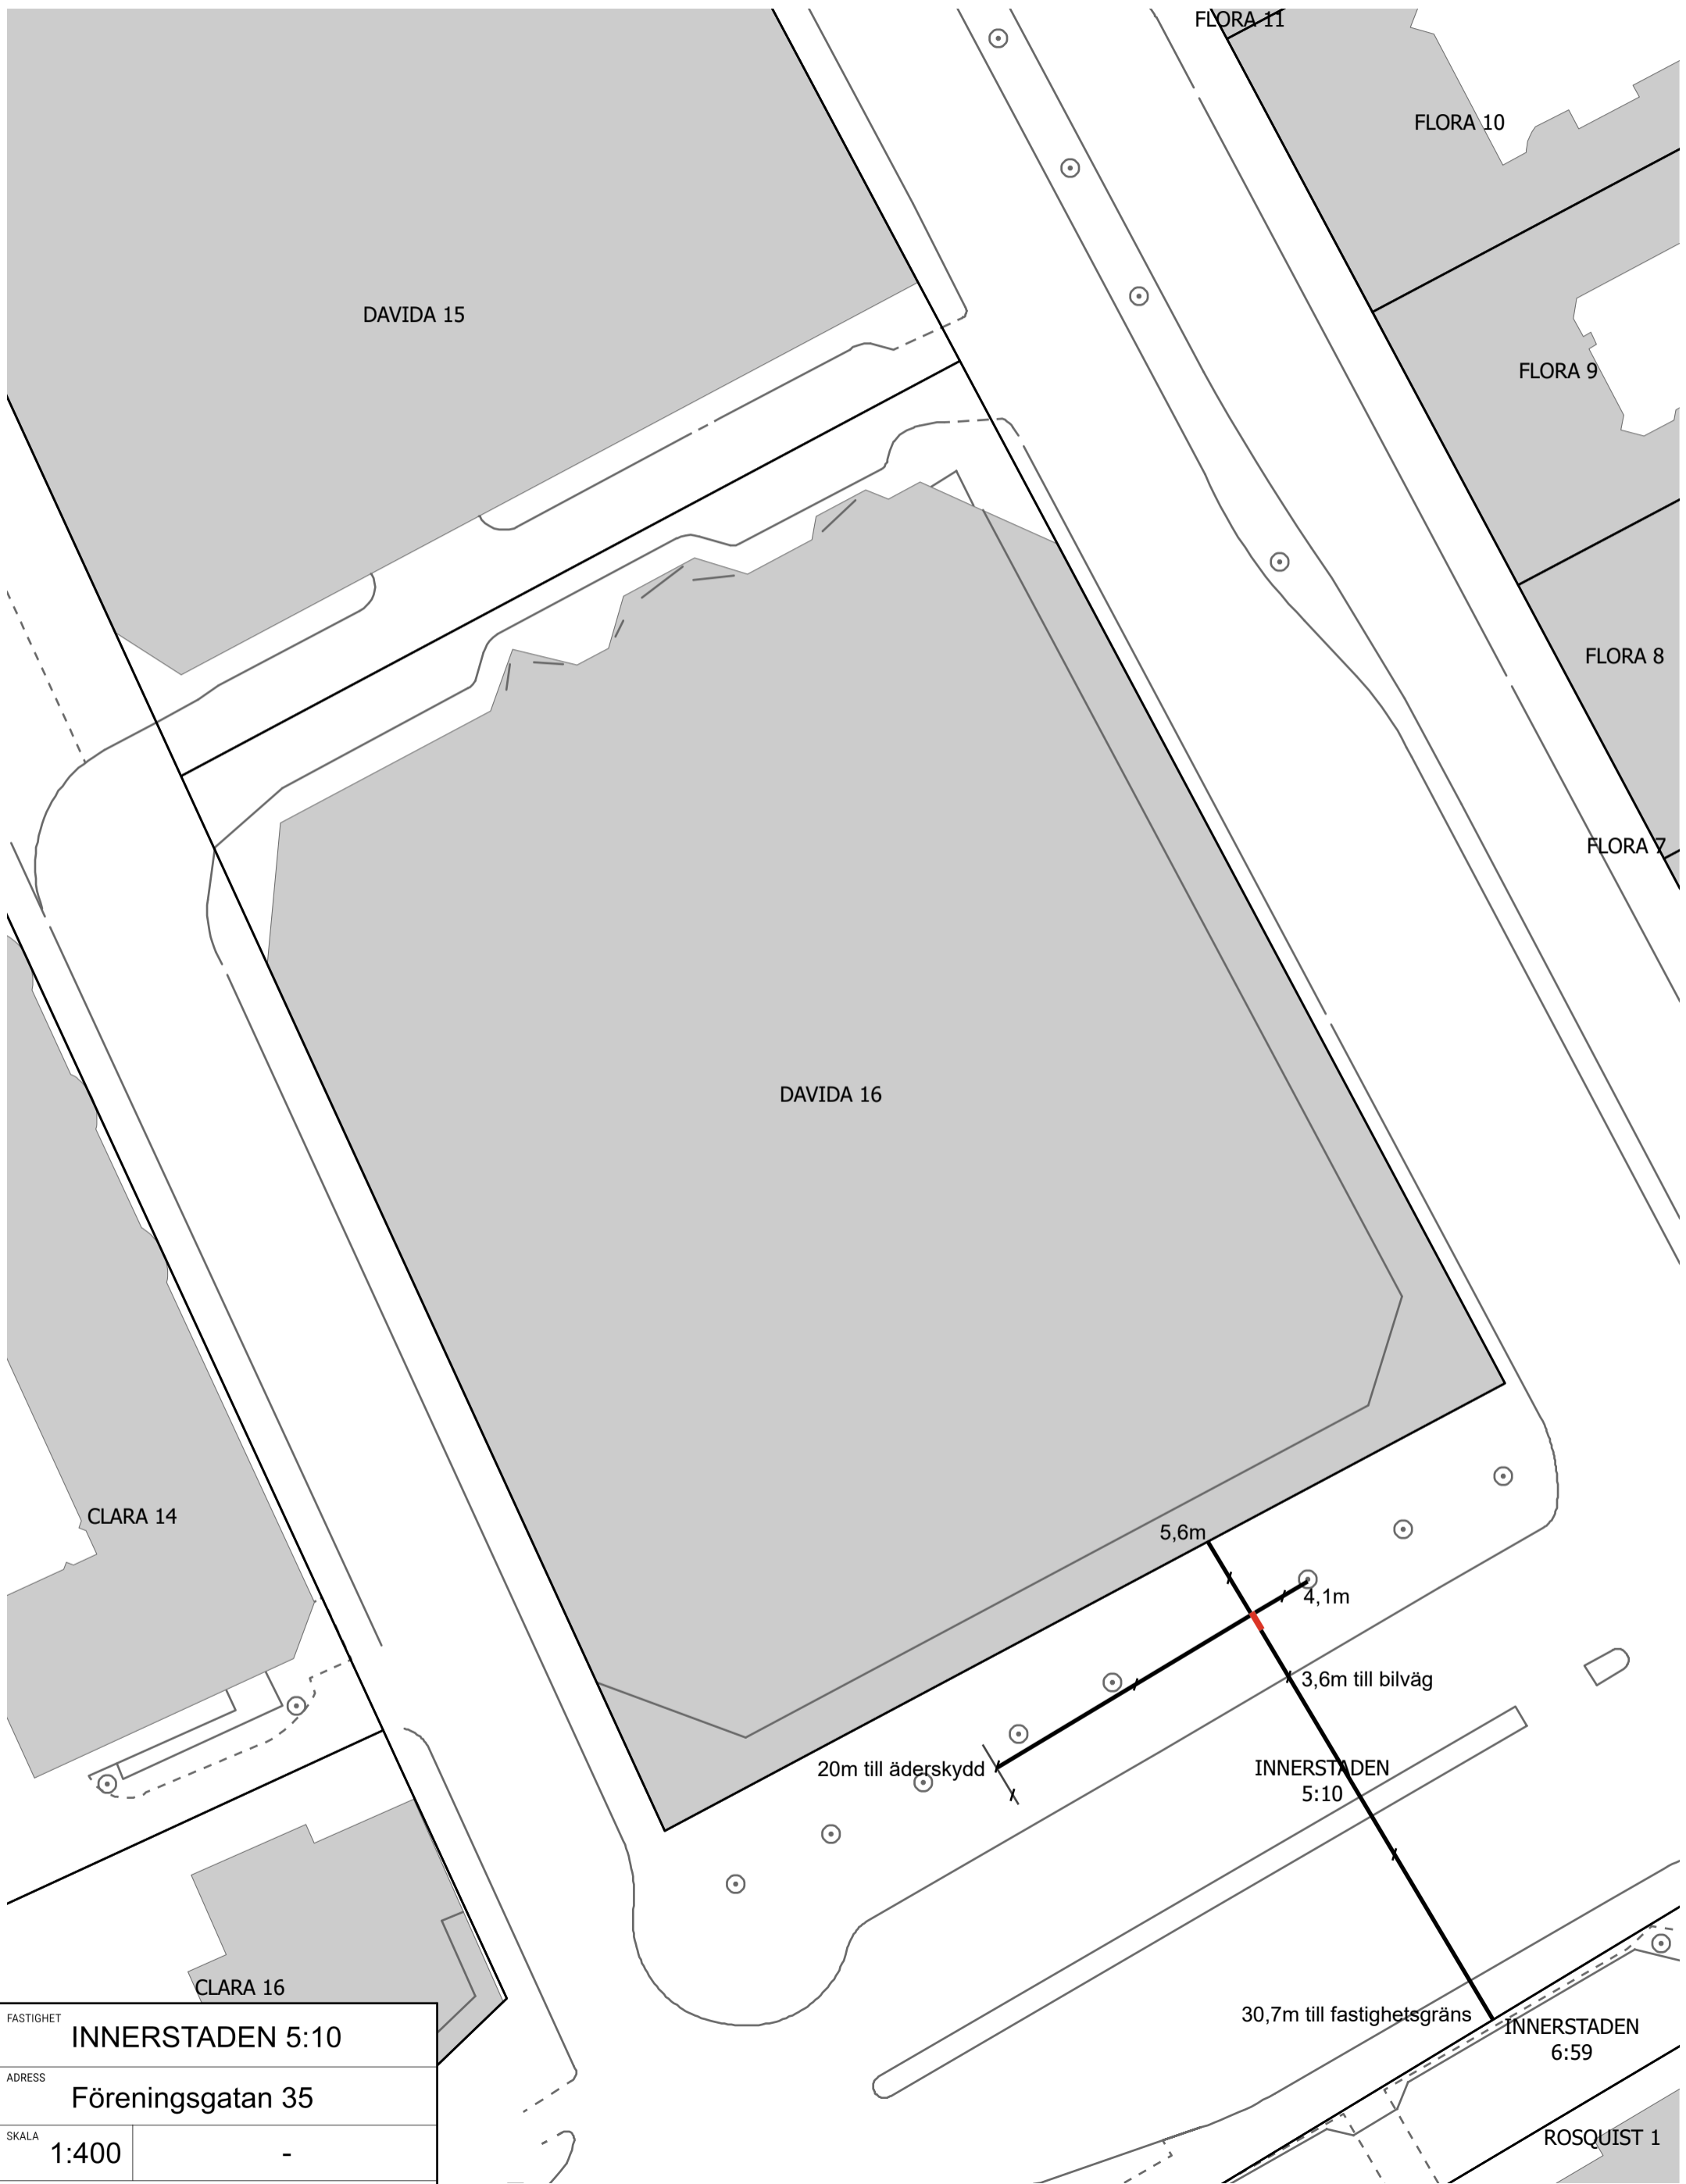 FLORA 11
FLORA 10
DAVIDA 15
FLORA 9
FLORA 8
FLORA 7
DAVIDA 16
CLARA 14
5,6m
4,1m
3,6m till bilväg
20m till äderskydd
INNERSTADEN
5:10
CLARA 16
30,7m till fastighetsgräns
INNERSTADEN
6:59
ROSQUIST 1
FASTIGHET
INNERSTADEN 5:10
ADRESS
Föreningsgatan 35
SKALA
1:400
-